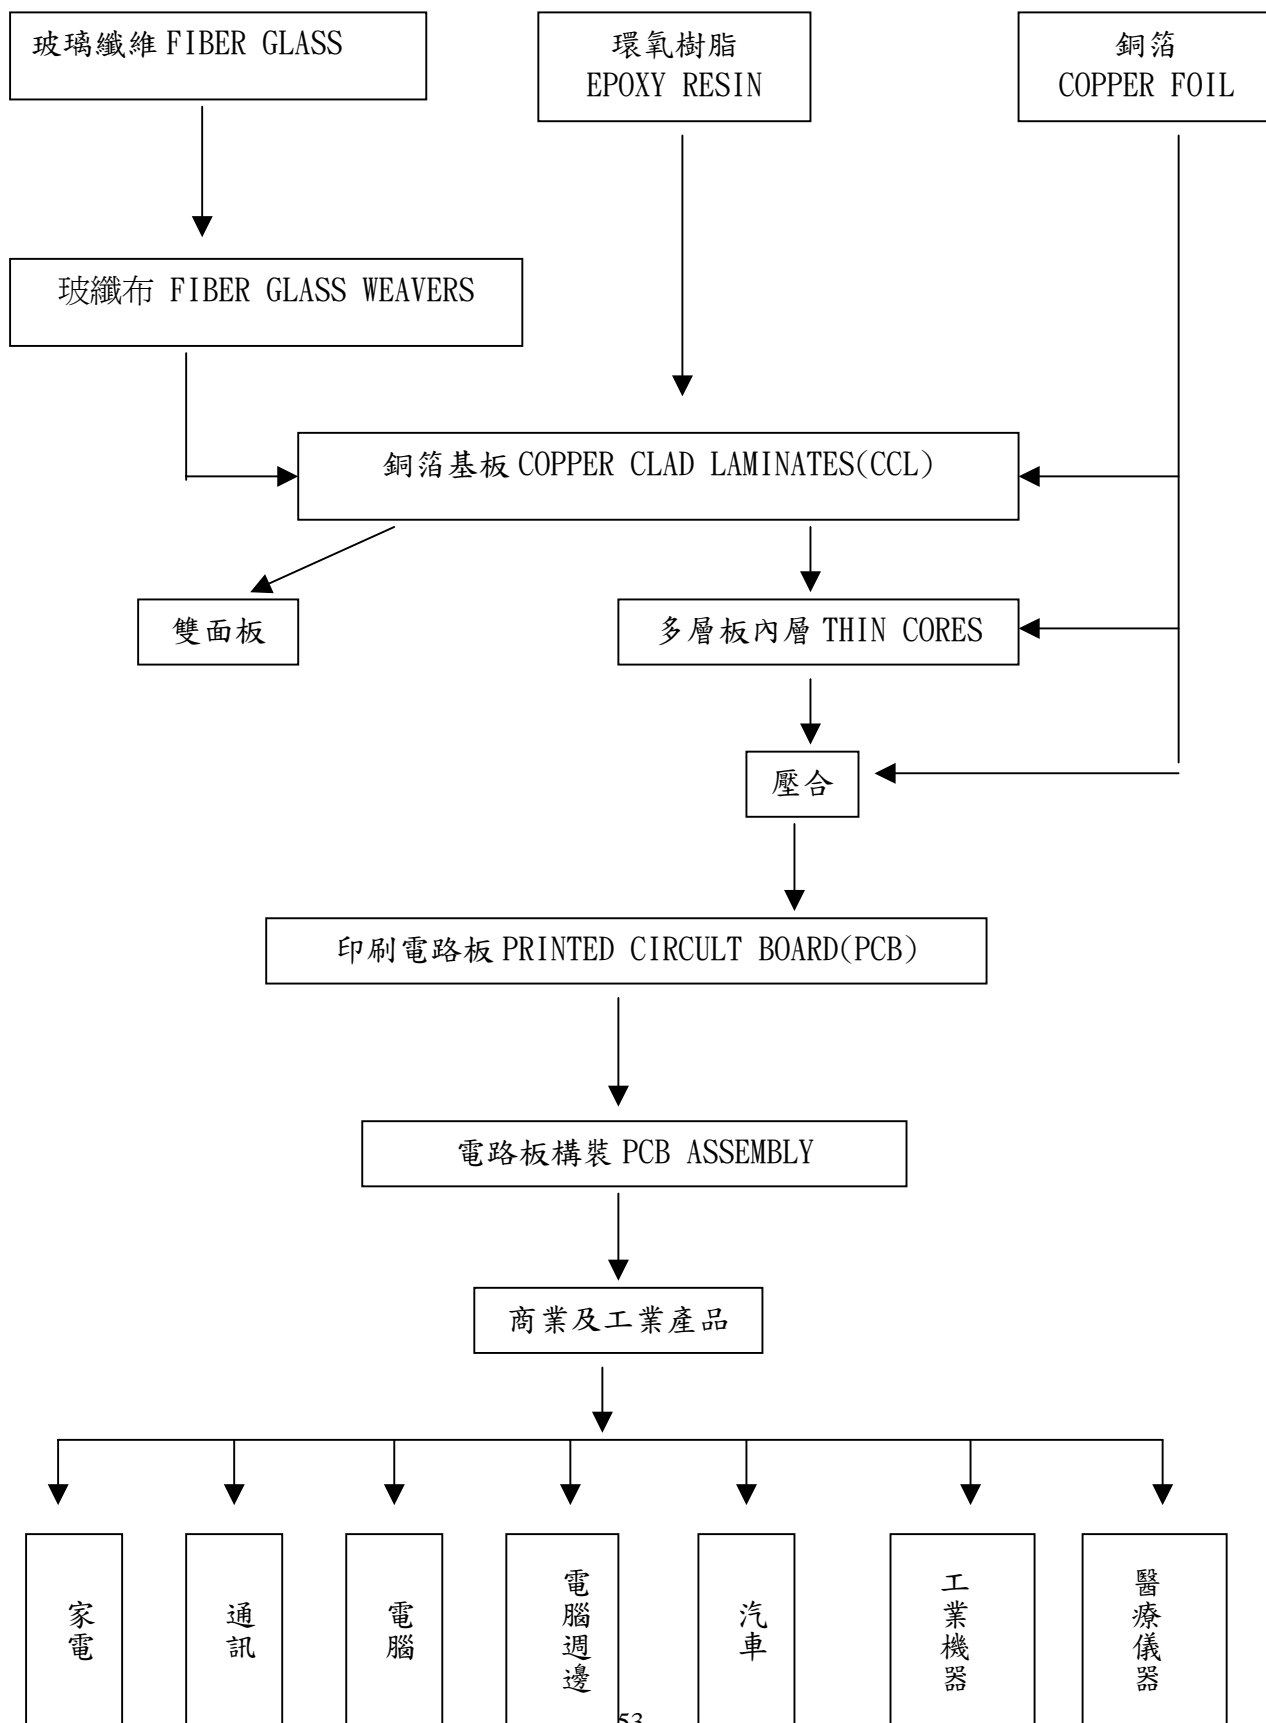 玻璃纖維 FIBER GLASS
環氧樹脂
EPOXY RESIN
銅箔
COPPER FOIL
玻纖布 FIBER GLASS WEAVERS
銅箔基板 COPPER CLAD LAMINATES(CCL)
雙面板
多層板內層 THIN CORES
壓合
印刷電路板 PRINTED CIRCULT BOARD(PCB)
電路板構裝 PCB ASSEMBLY
商業及工業產品
家電
通訊
電腦
電腦週邊
汽車
工業機器
醫療儀器
53